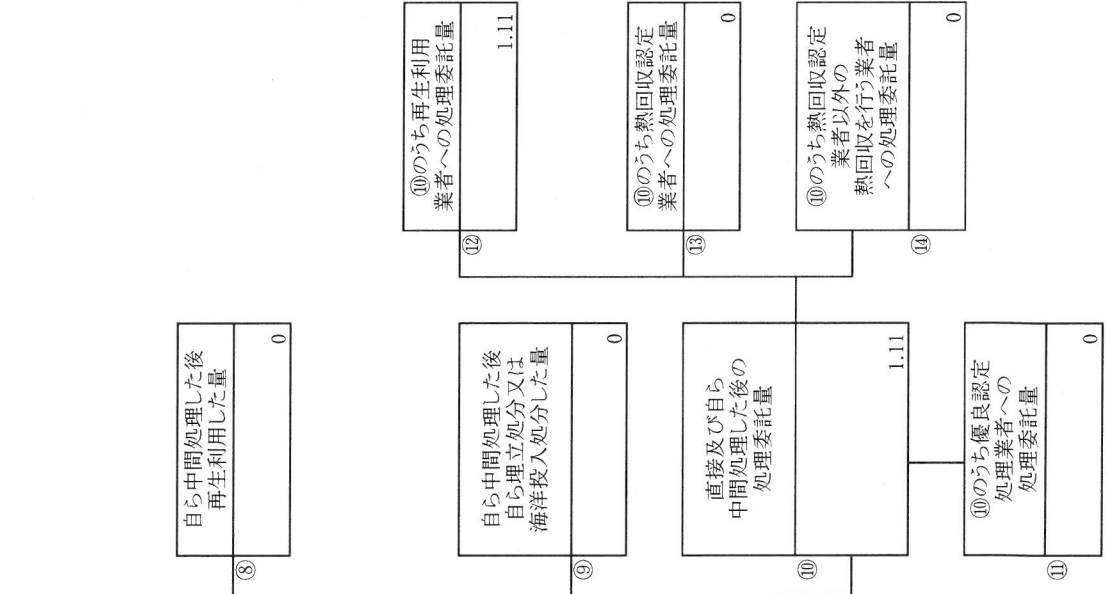 ⑧
自ら中間処理した後
再生利用した量
0
⑨
自ら中間処理した後
自ら埋立処分又は
海洋投入処分した量
0
⑩
直接及び自ら
中間処理した後の
処理委託量
1.11
⑪
⑩のうち優良認定
処理業者への
処理委託量
0
⑫
⑩のうち再生利用
業者への処理委託量
1.11
⑬
⑩のうち熱回収認定
業者への処理委託量
0
⑭
⑩のうち熱回収認定
業者以外の
熱回収を行う業者
への処理委託量
0